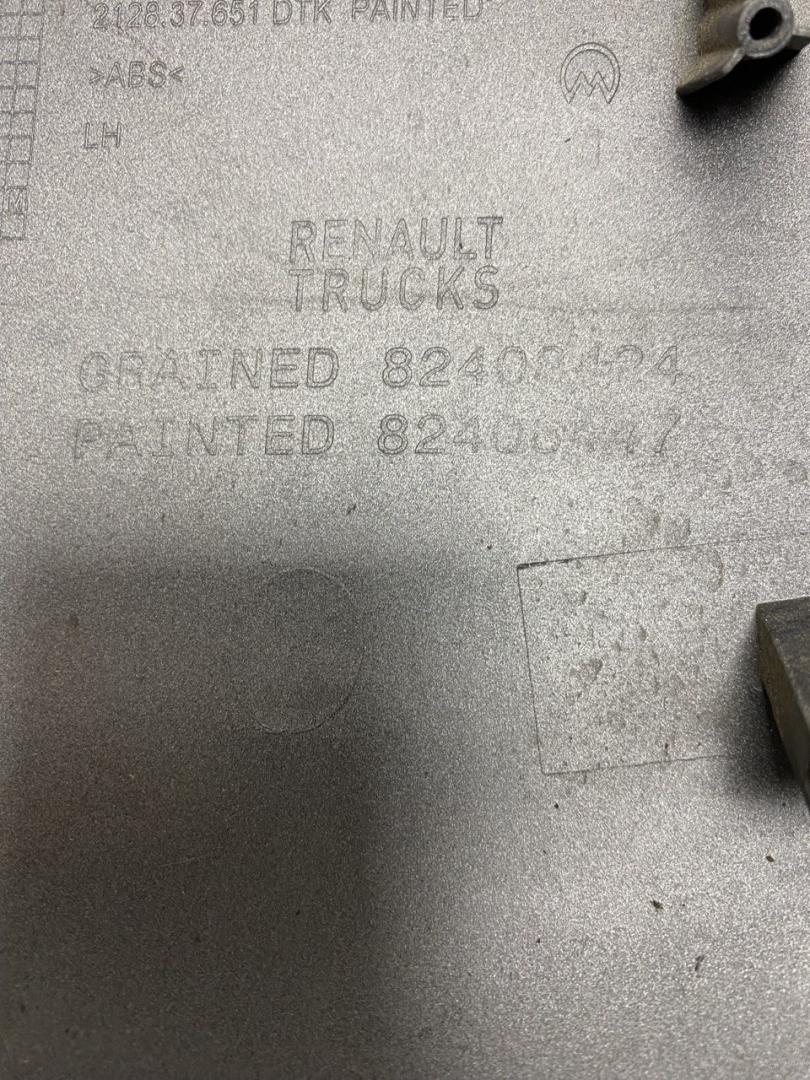 2128.37.651 DTK PAINTED
>ABS<
LH
RENAULT
TRUCKS
GRAINED
PAINTED